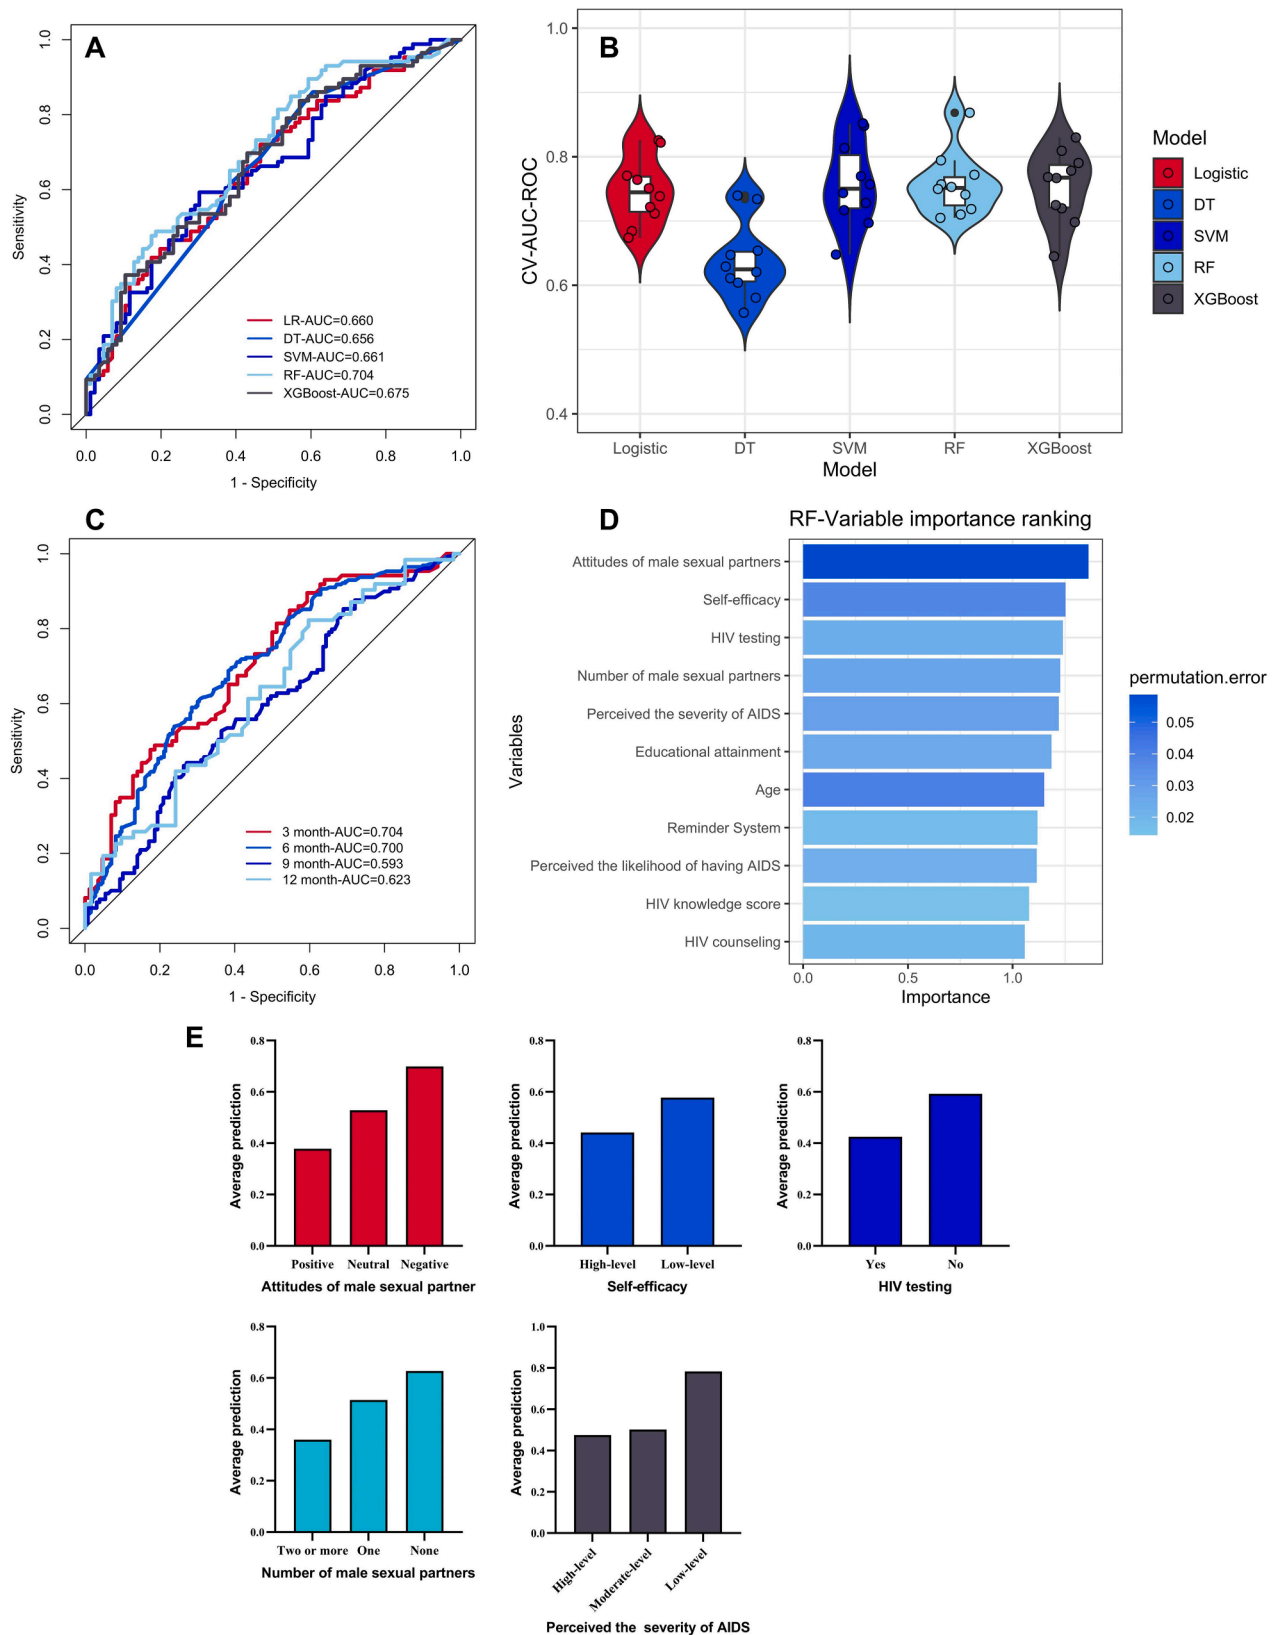 A
Sensitivity
1.0
0.8
0.6
0.4
0.2
0.0
LR-AUC=0.660
DT-AUC=0.656
SVM-AUC=0.661
RF-AUC=0.704
XGBoost-AUC=0.675
0.0 0.2 0.4 0.6 0.8 1.0
1 - Specificity
B
CV-AUC-ROC
1.0
0.8
0.6
0.4
Logistic DT SVM RF XGBoost
Model
Model
Logistic
DT
SVM
RF
XGBoost
C
Sensitivity
1.0
0.8
0.6
0.4
0.2
0.0
3 month-AUC=0.704
6 month-AUC=0.700
9 month-AUC=0.593
12 month-AUC=0.623
0.0 0.2 0.4 0.6 0.8 1.0
1 - Specificity
D
RF-Variable importance ranking
Variables
Attitudes of male sexual partners
Self-efficacy
HIV testing
Number of male sexual partners
Perceived the severity of AIDS
Educational attainment
Age
Reminder System
Perceived the likelihood of having AIDS
HIV knowledge score
HIV counseling
0.0 0.5 1.0
Importance
permutation.error
0.05
0.04
0.03
0.02
E
Average prediction
0.8
0.6
0.4
0.2
0.0
Positive Neutral Negative
Attitudes of male sexual partner
Average prediction
0.8
0.6
0.4
0.2
0.0
High-level Low-level
Self-efficacy
Average prediction
0.8
0.6
0.4
0.2
0.0
Yes No
HIV testing
Average prediction
0.8
0.6
0.4
0.2
0.0
Two or more One None
Number of male sexual partners
Average prediction
1.0
0.8
0.6
0.4
0.2
0.0
High-level Moderate-level Low-level
Perceived the severity of AIDS